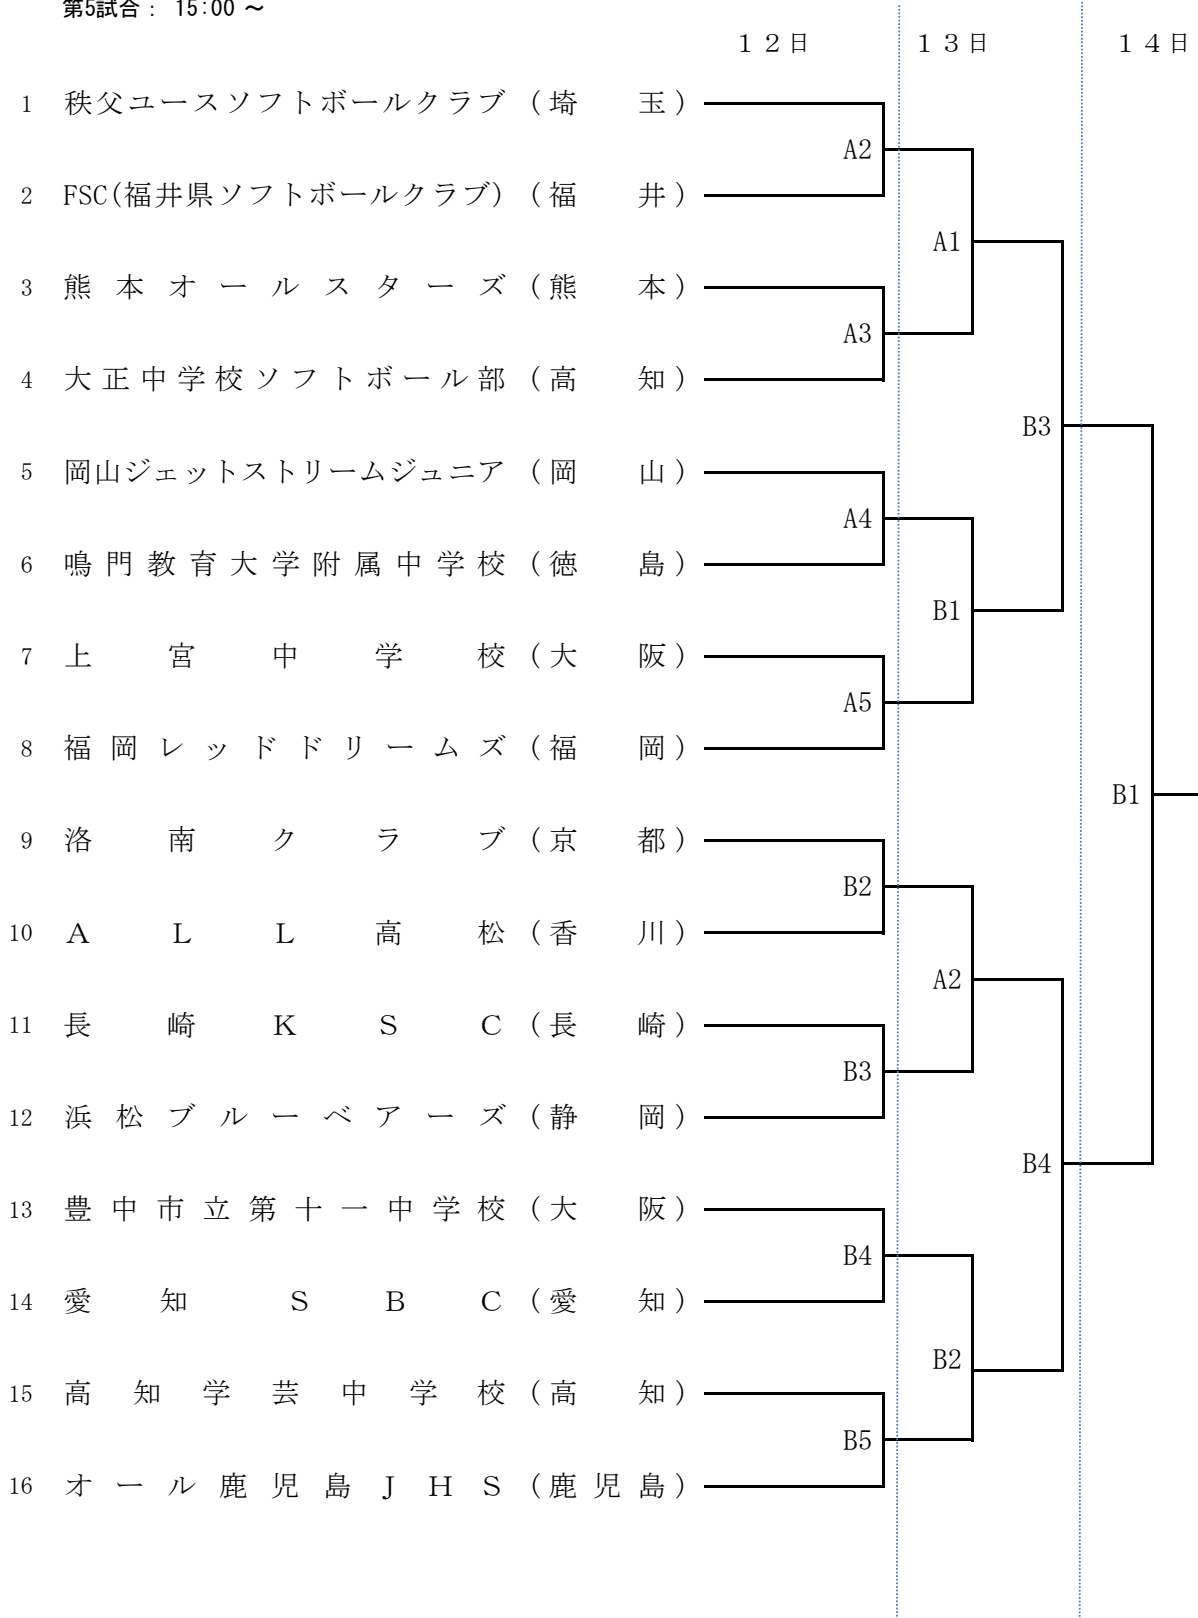 第5試合： 15:00 ～
１２日 １３日 １４日
1 秩父ユースソフトボールクラブ （埼 玉）
A2
2 FSC(福井県ソフトボールクラブ) （福 井）
A1
3 熊本オールスターズ （熊 本）
A3
4 大正中学校ソフトボール部 （高 知）
B3
5 岡山ジェットストリームジュニア （岡 山）
A4
6 鳴門教育大学附属中学校 （徳 島）
B1
7 上宮中学校 （大 阪）
A5
8 福岡レッドドリームズ （福 岡）
B1
9 洛南クラブ （京 都）
B2
10 ＡＬＬ高松 （香 川）
A2
11 長崎ＫＳＣ （長 崎）
B3
12 浜松ブルーベアーズ （静 岡）
B4
13 豊中市立第十一中学校 （大 阪）
B4
14 愛知ＳＢＣ （愛 知）
B2
15 高知学芸中学校 （高 知）
B5
16 オール鹿児島ＪＨＳ （鹿児島）